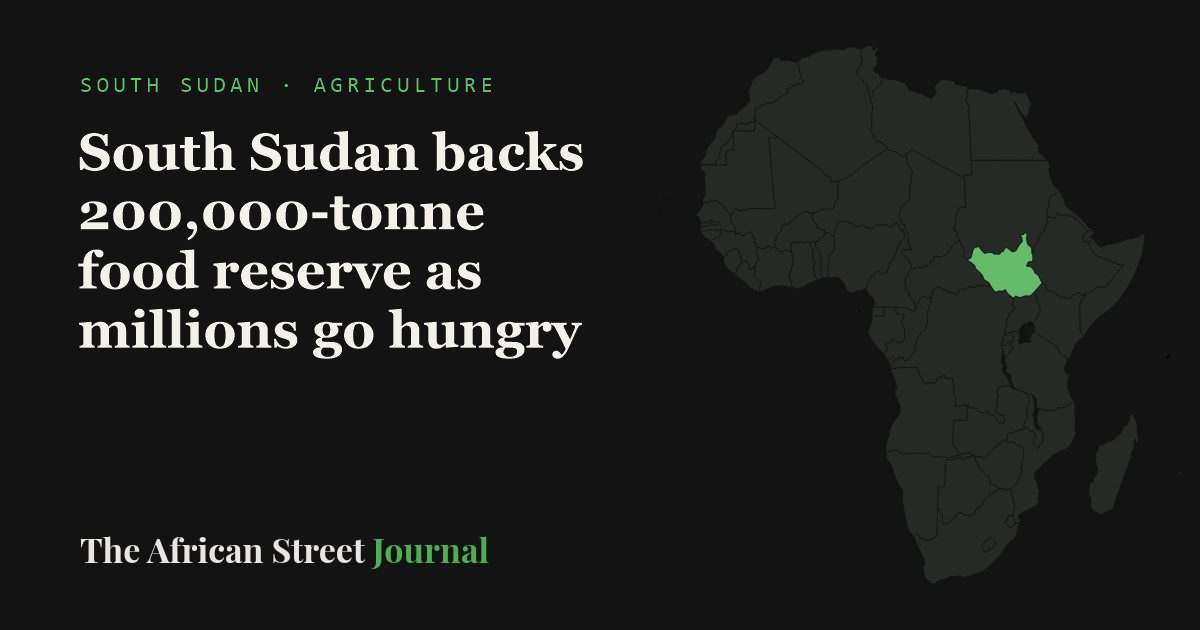 SOUTH SUDAN · AGRICULTURE
South Sudan backs
200,000-tonne
food reserve as
millions go hungry
The African Street Journal